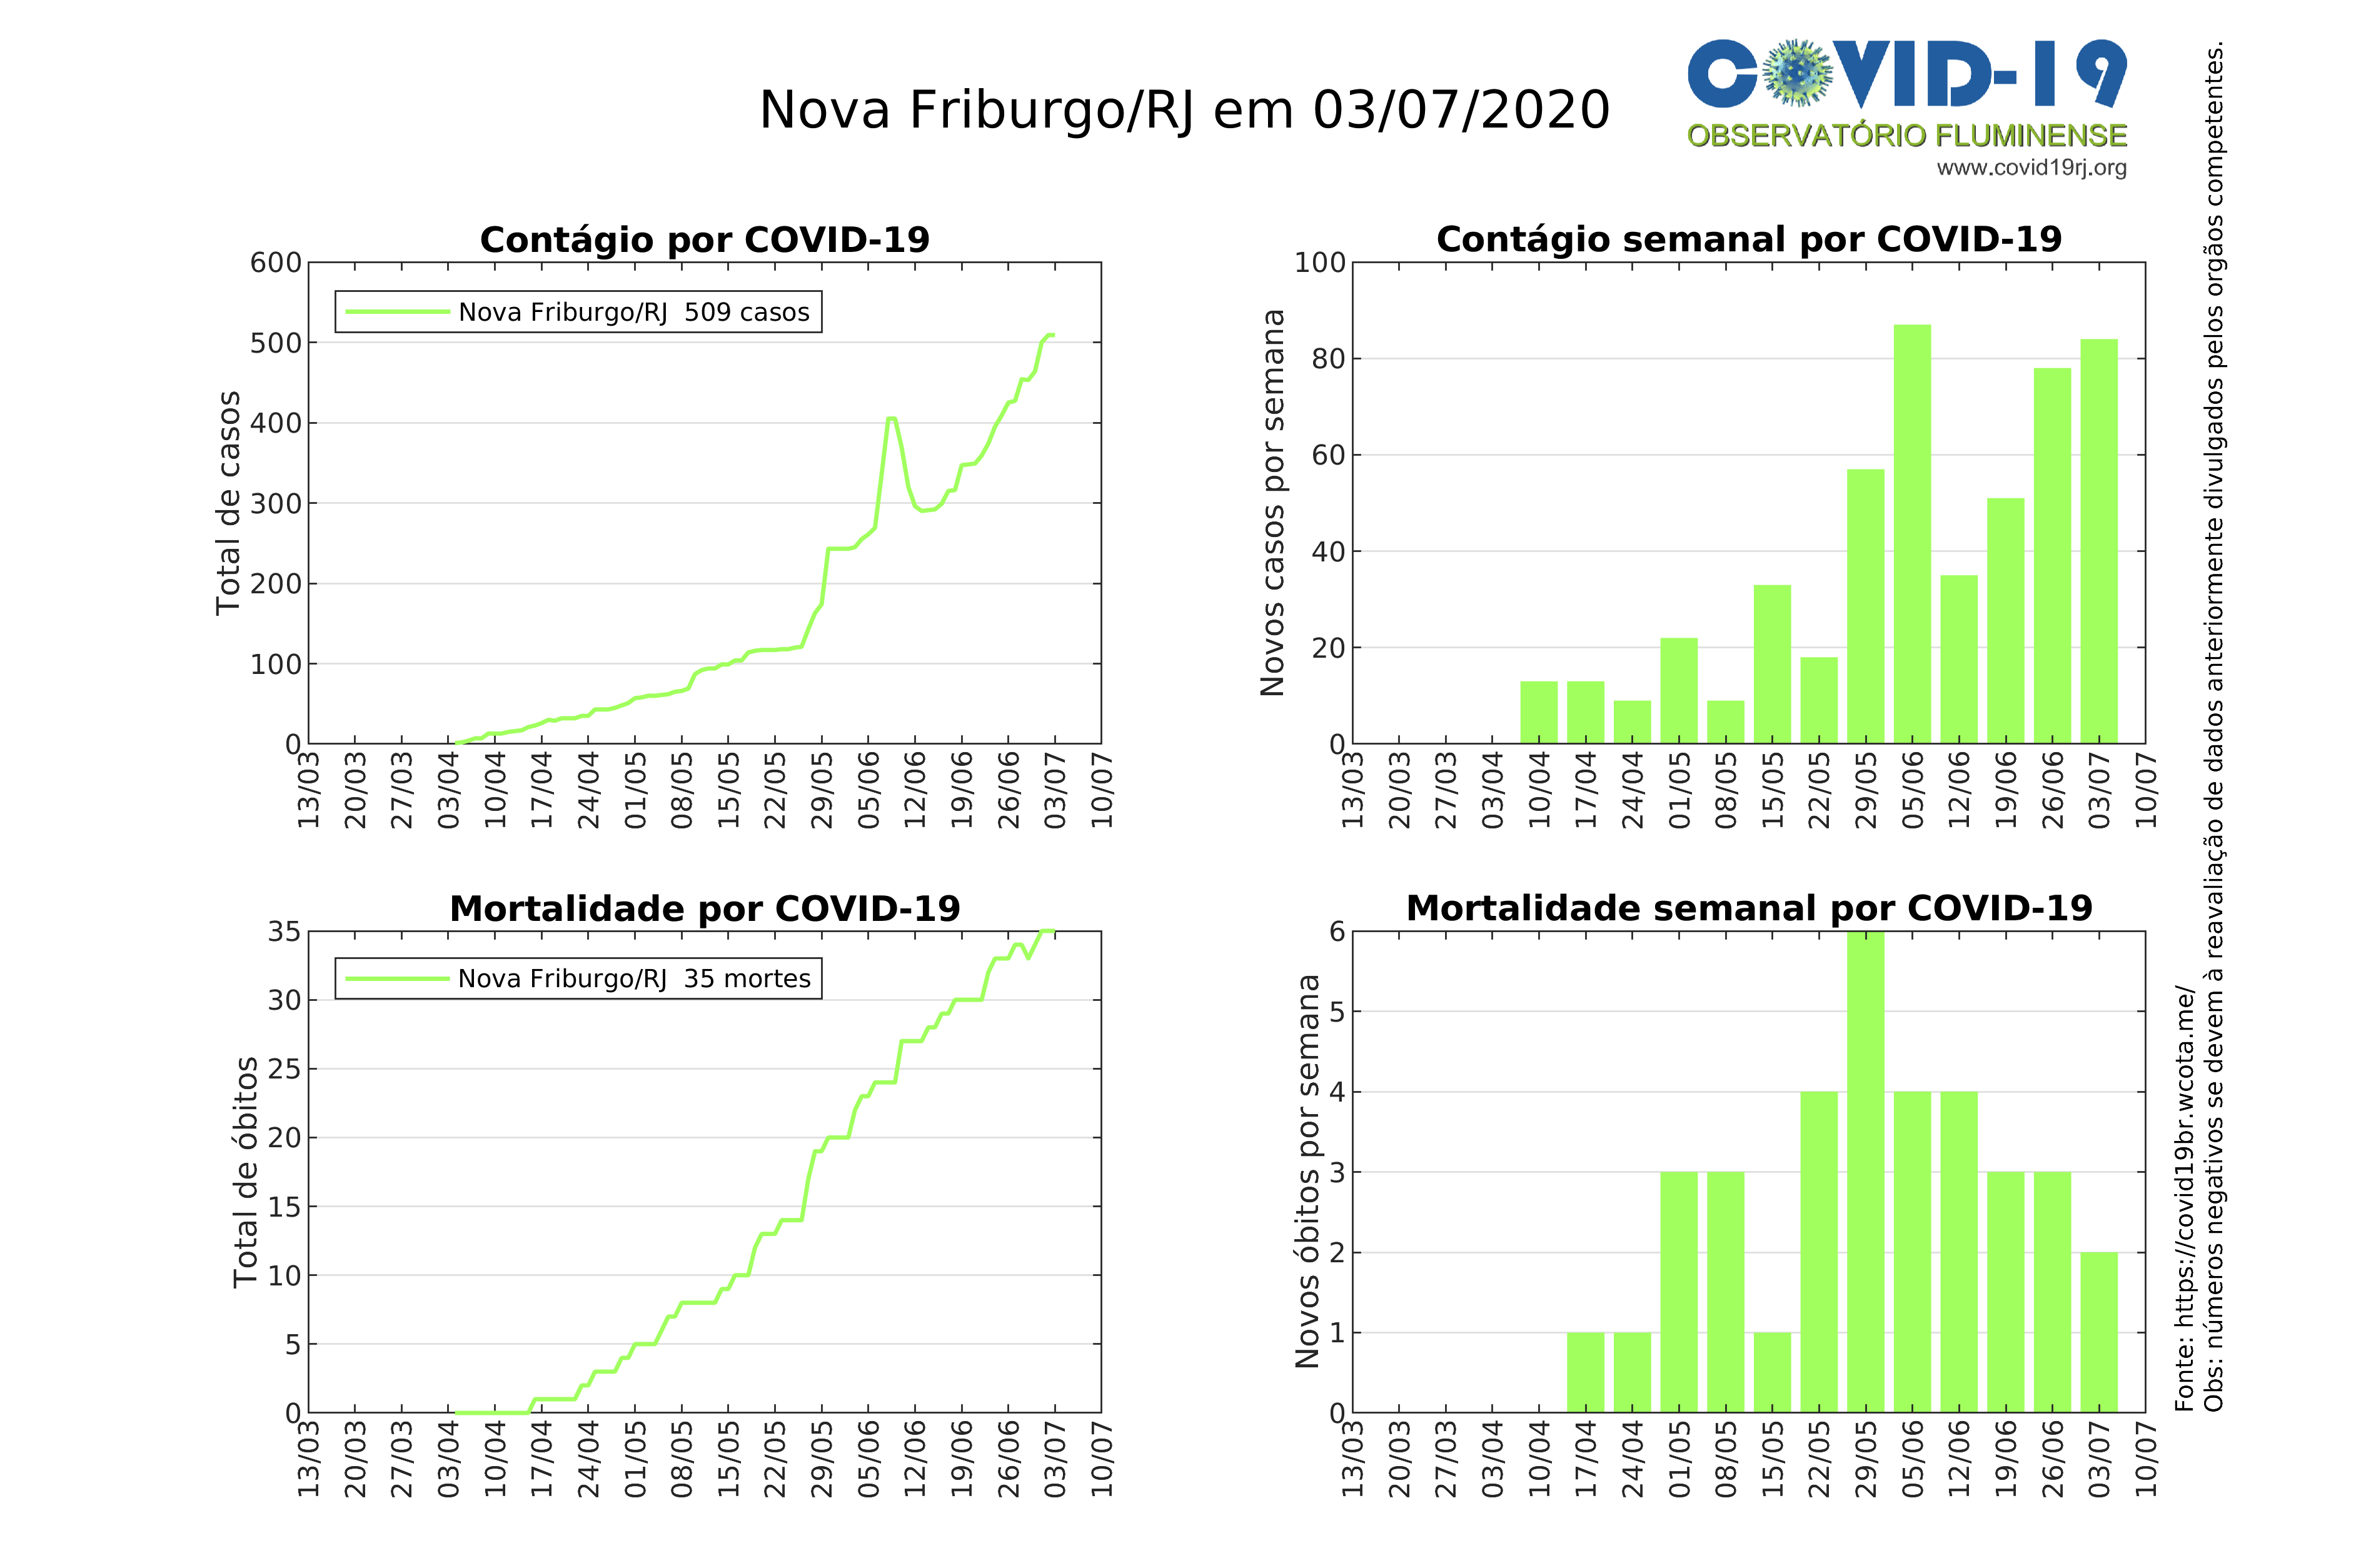 Nova Friburgo/RJ em 03/07/2020
COVID-19
OBSERVATÓRIO FLUMINENSE
www.covid19rj.org
Contágio por COVID-19
Total de casos
600
500
400
300
200
100
0
Nova Friburgo/RJ 509 casos
13/03 20/03 27/03 03/04 10/04 17/04 24/04 01/05 08/05 15/05 22/05 29/05 05/06 12/06 19/06 26/06 03/07 10/07
Contágio semanal por COVID-19
Novos casos por semana
100
80
60
40
20
0
13/03 20/03 27/03 03/04 10/04 17/04 24/04 01/05 08/05 15/05 22/05 29/05 05/06 12/06 19/06 26/06 03/07 10/07
Mortalidade por COVID-19
Total de óbitos
35
30
25
20
15
10
5
0
Nova Friburgo/RJ 35 mortes
13/03 20/03 27/03 03/04 10/04 17/04 24/04 01/05 08/05 15/05 22/05 29/05 05/06 12/06 19/06 26/06 03/07 10/07
Mortalidade semanal por COVID-19
Novos óbitos por semana
6
5
4
3
2
1
0
13/03 20/03 27/03 03/04 10/04 17/04 24/04 01/05 08/05 15/05 22/05 29/05 05/06 12/06 19/06 26/06 03/07 10/07
Fonte: https://covid19br.wcota.me/
Obs: números negativos se devem à reavaliação de dados anteriormente divulgados pelos orgãos competentes.